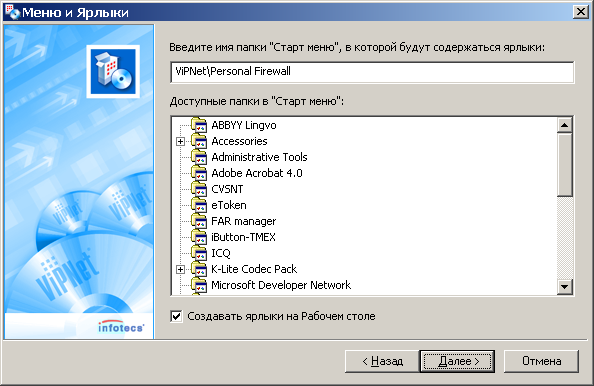 Меню и Ярлыки
Введите имя папки "Старт меню", в которой будут содержаться ярлыки:
ViPNet\Personal Firewall
Доступные папки в "Старт меню":
ABBYY Lingvo
Accessories
Administrative Tools
Adobe Acrobat 4.0
CVSNT
eToken
FAR manager
iButton-TMEX
ICQ
K-Lite Codec Pack
Microsoft Developer Network
Создавать ярлыки на Рабочем столе
ViPNet
ViPNet
ViPNet
infotecs
< Назад
Далее >
Отмена